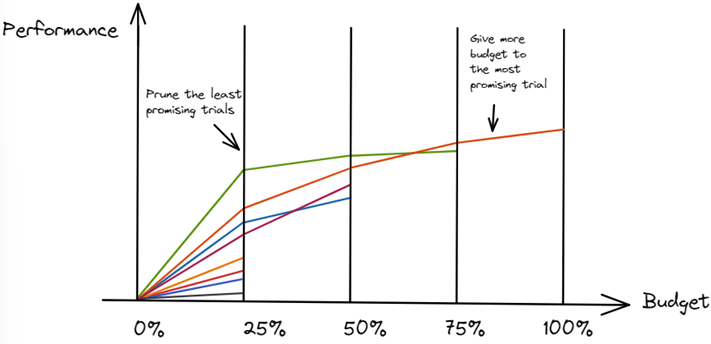 Performance
Give more
budget to
the most
promising trial
Prune the least
promising trials
Budget
0%
25%
50%
75%
100%